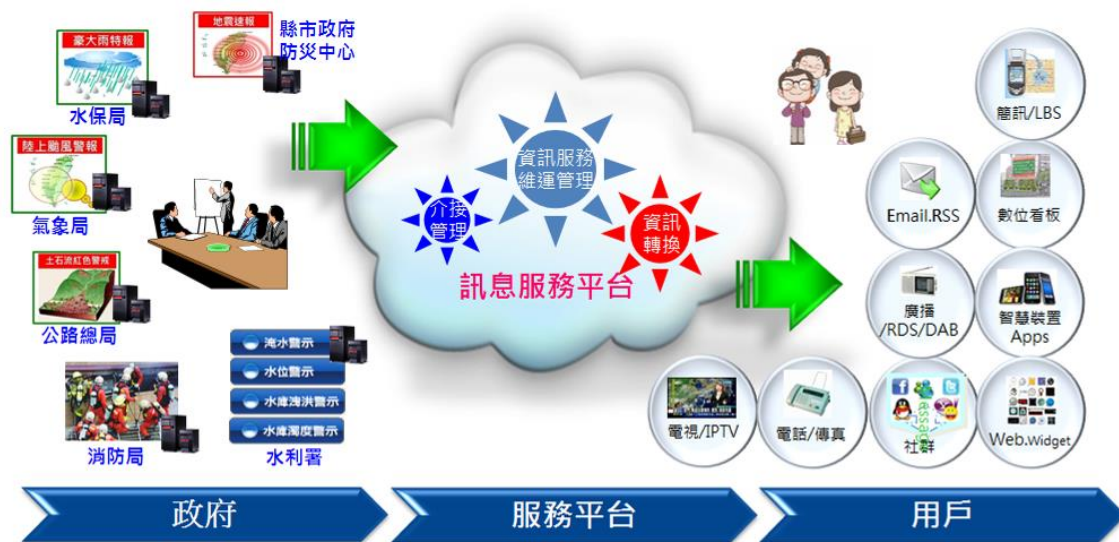 豪大雨特報
水保局
地震速報
縣市政府
防災中心
陸上颱風警報
氣象局
土石流紅色警戒
公路總局
消防局
淹水警示
水位警示
水庫洩洪警示
水庫濁度警示
水利署
資訊服務
維運管理
介接
管理
資訊
轉換
訊息服務平台
簡訊/LBS
Email.RSS
數位看板
廣播
/RDS/DAB
智慧裝置
Apps
電視/IPTV
電話/傳真
社群
Web.Widget
政府
服務平台
用戶